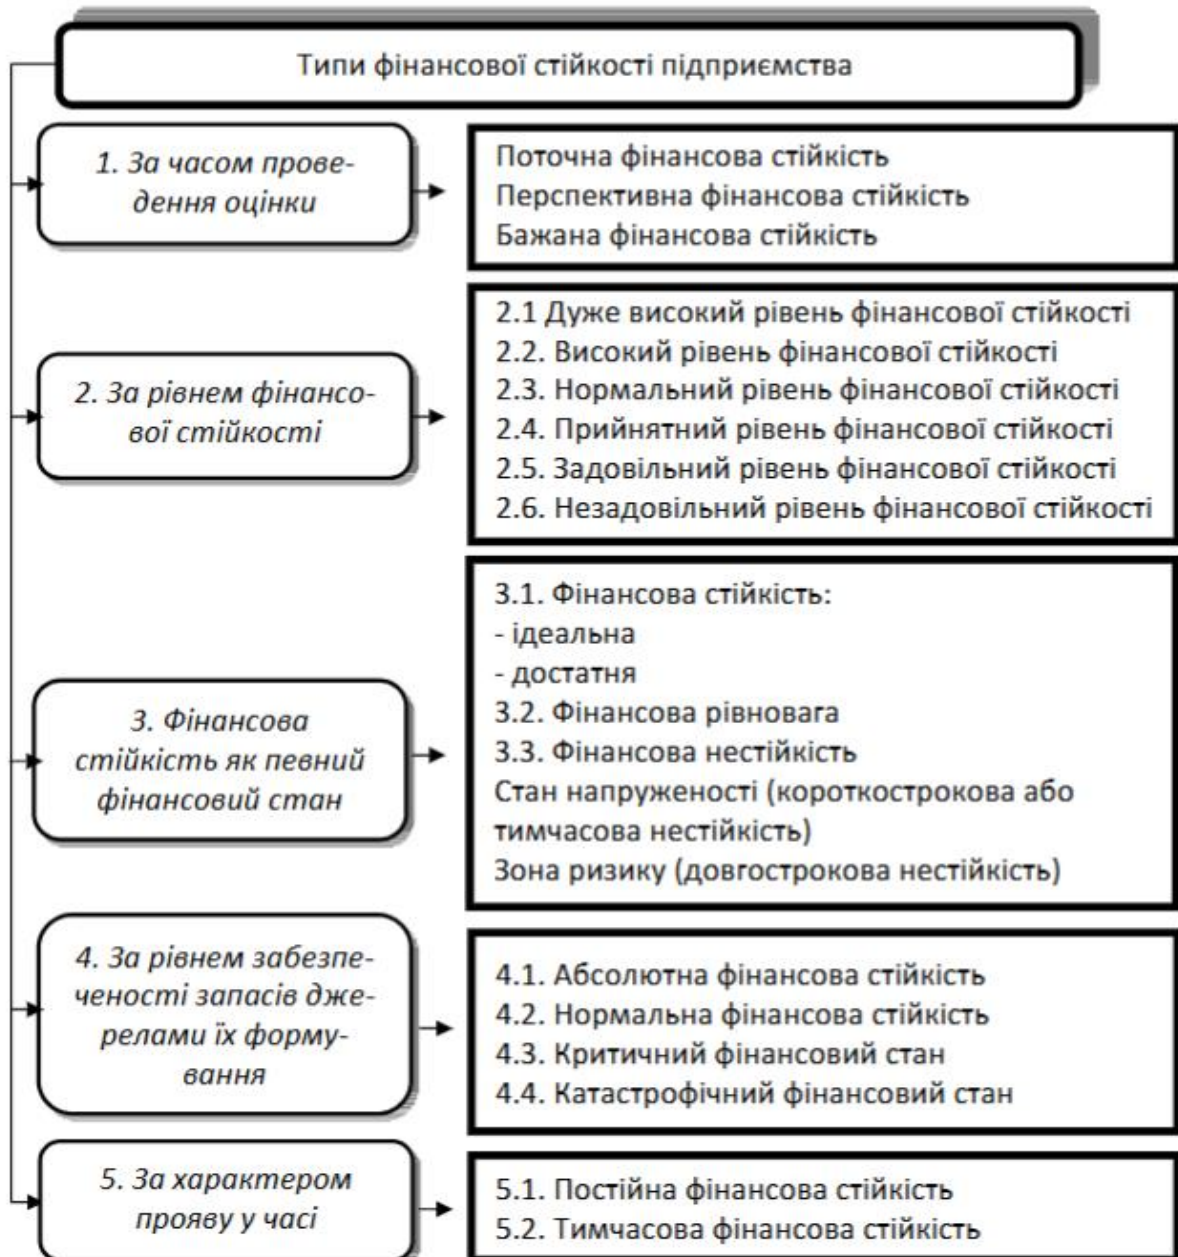 Типи фінансової стійкості підприємства
1. За часом прове-
дення оцінки
Поточна фінансова стійкість
Перспективна фінансова стійкість
Бажана фінансова стійкість
2. За рівнем фінансо-
вої стійкості
2.1 Дуже високий рівень фінансової стійкості
2.2. Високий рівень фінансової стійкості
2.3. Нормальний рівень фінансової стійкості
2.4. Прийнятний рівень фінансової стійкості
2.5. Задовільний рівень фінансової стійкості
2.6. Незадовільний рівень фінансової стійкості
3. Фінансова
стійкість як певний
фінансовий стан
3.1. Фінансова стійкість:
- ідеальна
- достатня
3.2. Фінансова рівновага
3.3. Фінансова нестійкість
Стан напруженості (короткострокова або
тимчасова нестійкість)
Зона ризику (довгострокова нестійкість)
4. За рівнем забезпе-
ченості запасів дже-
релами їх форму-
вання
4.1. Абсолютна фінансова стійкість
4.2. Нормальна фінансова стійкість
4.3. Критичний фінансовий стан
4.4. Катастрофічний фінансовий стан
5. За характером
прояву у часі
5.1. Постійна фінансова стійкість
5.2. Тимчасова фінансова стійкість